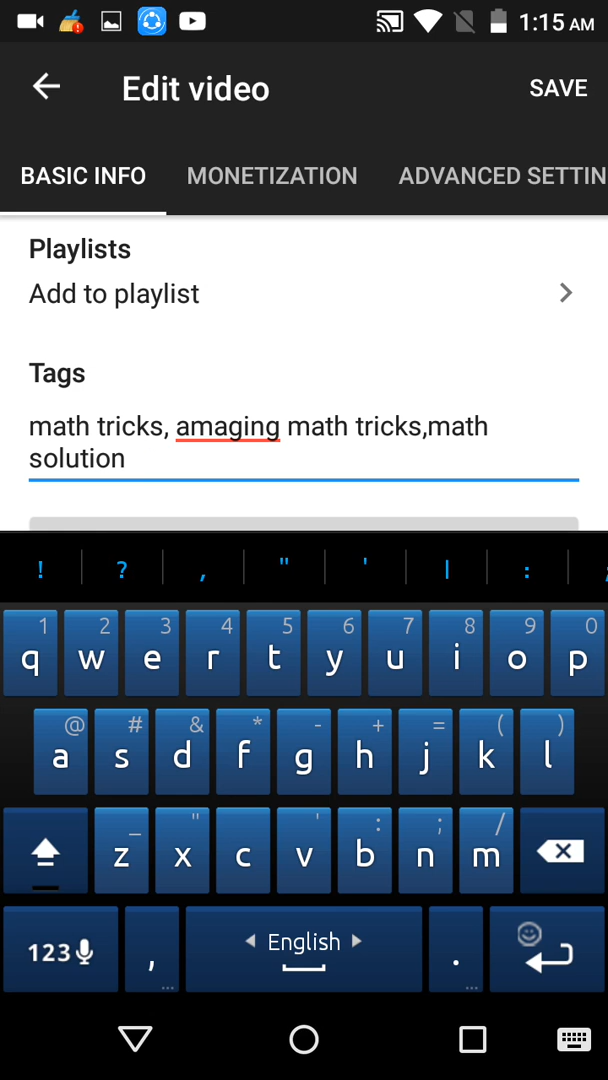 1:15 AM
Edit video
SAVE
BASIC INFO MONETIZATION ADVANCED SETTIN
Playlists
Add to playlist
Tags
math tricks, amaging math tricks,math
solution
! ? , " ' | : ;
1 2 3 4 5 6 7 8 9 0
q w e r t y u i o p
@ # & * - + = ( )
a s d f g h j k l
_ " ' : ; /
z x c v b n m
123 , English .